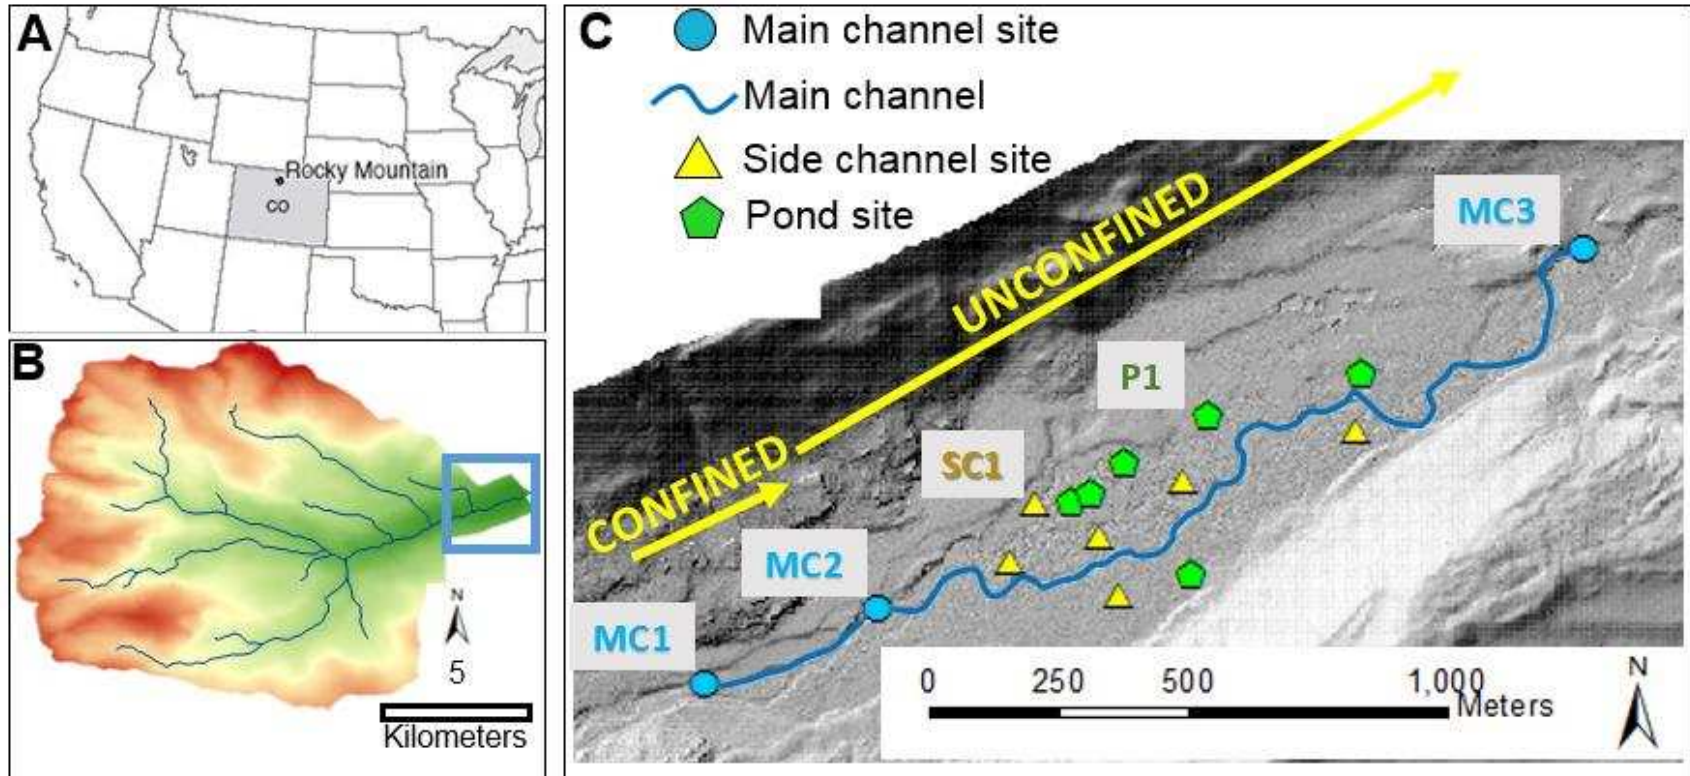 A
Rocky Mountain
CO
B
N
5
Kilometers
C
Main channel site
Main channel
Side channel site
Pond site
CONFINED
UNCONFINED
MC3
P1
SC1
MC2
MC1
0 250 500 1,000
Meters
N